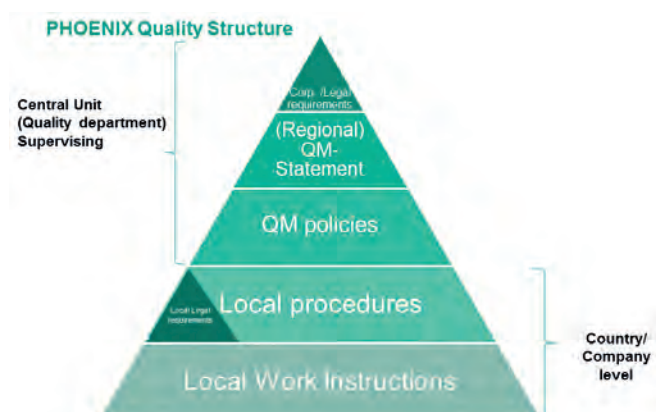 PHOENIX Quality Structure
Central Unit
(Quality department)
Supervising
Corp. /Legal
requirements
(Regional)
QM-
Statement
QM policies
Local Legal
requirements
Local procedures
Local Work Instructions
Country/
Company
level